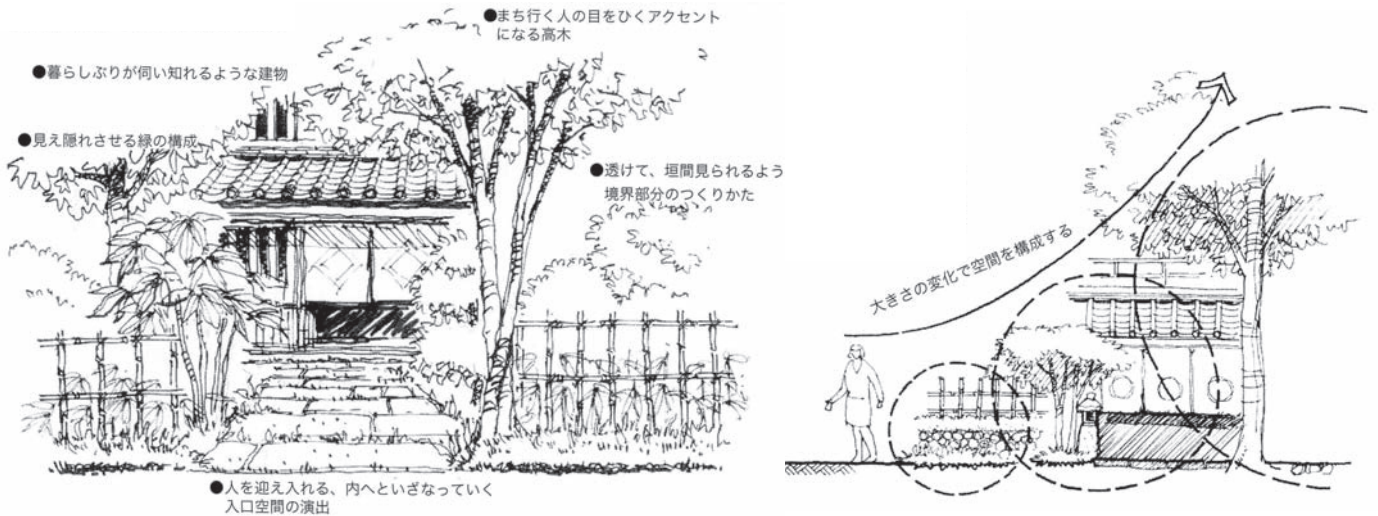 ●まち行く人の目をひくアクセント
になる高木
●暮らしぶりが伺い知れるような建物
●見え隠れさせる緑の構成
●透けて、垣間見られるよう
境界部分のつくりかた
大きさの変化で空間を構成する
●人を迎え入れる、内へといざなっていく
入口空間の演出